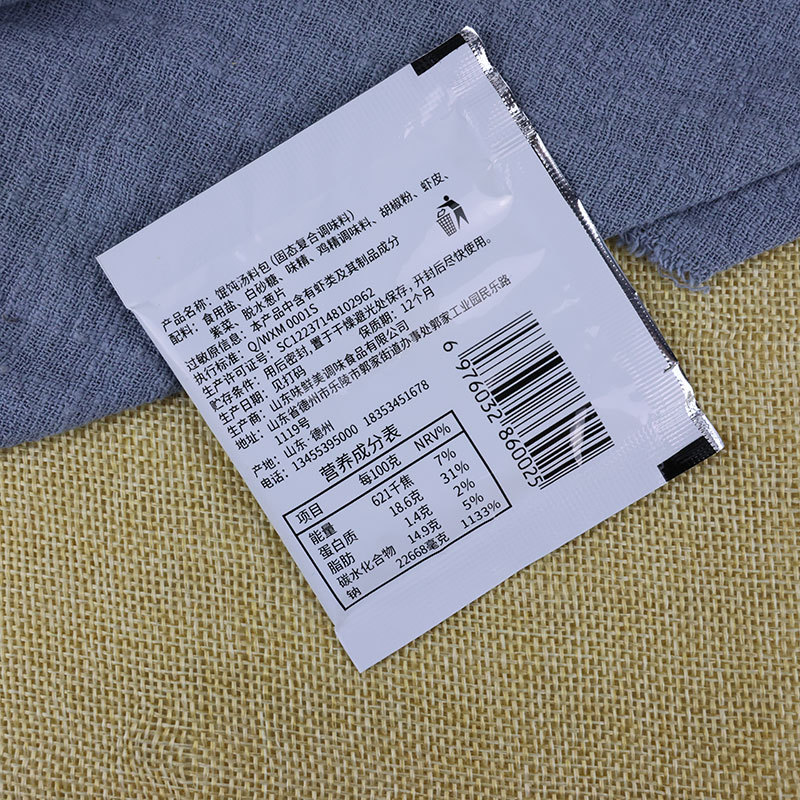 产品名称：馄饨汤料包(固态复合调味料)
配料：食用盐、白砂糖、味精、鸡精调味料、胡椒粉、虾皮、
紫菜、脱水葱片
过敏原信息：本产品中含有虾类及其制品成分
执行标准：Q/WXM 0001S
生产许可证号：SC12237148102962
贮存条件：用后密封,置于干燥避光处保存,开封后尽快使用。
生产日期：见打码 保质期：12个月
生产商：山东味鲜美调味食品有限公司
地址：山东省德州市乐陵市郭家街道办事处郭家工业园民乐路
1119号
产地：山东·德州
电话：13455395000 18353451678
营养成分表
项目 每100克 NRV%
能量 621千焦 7%
蛋白质 18.6克 31%
脂肪 1.4克 2%
碳水化合物 14.9克 5%
钠 22668毫克 1133%
6 976032 860025